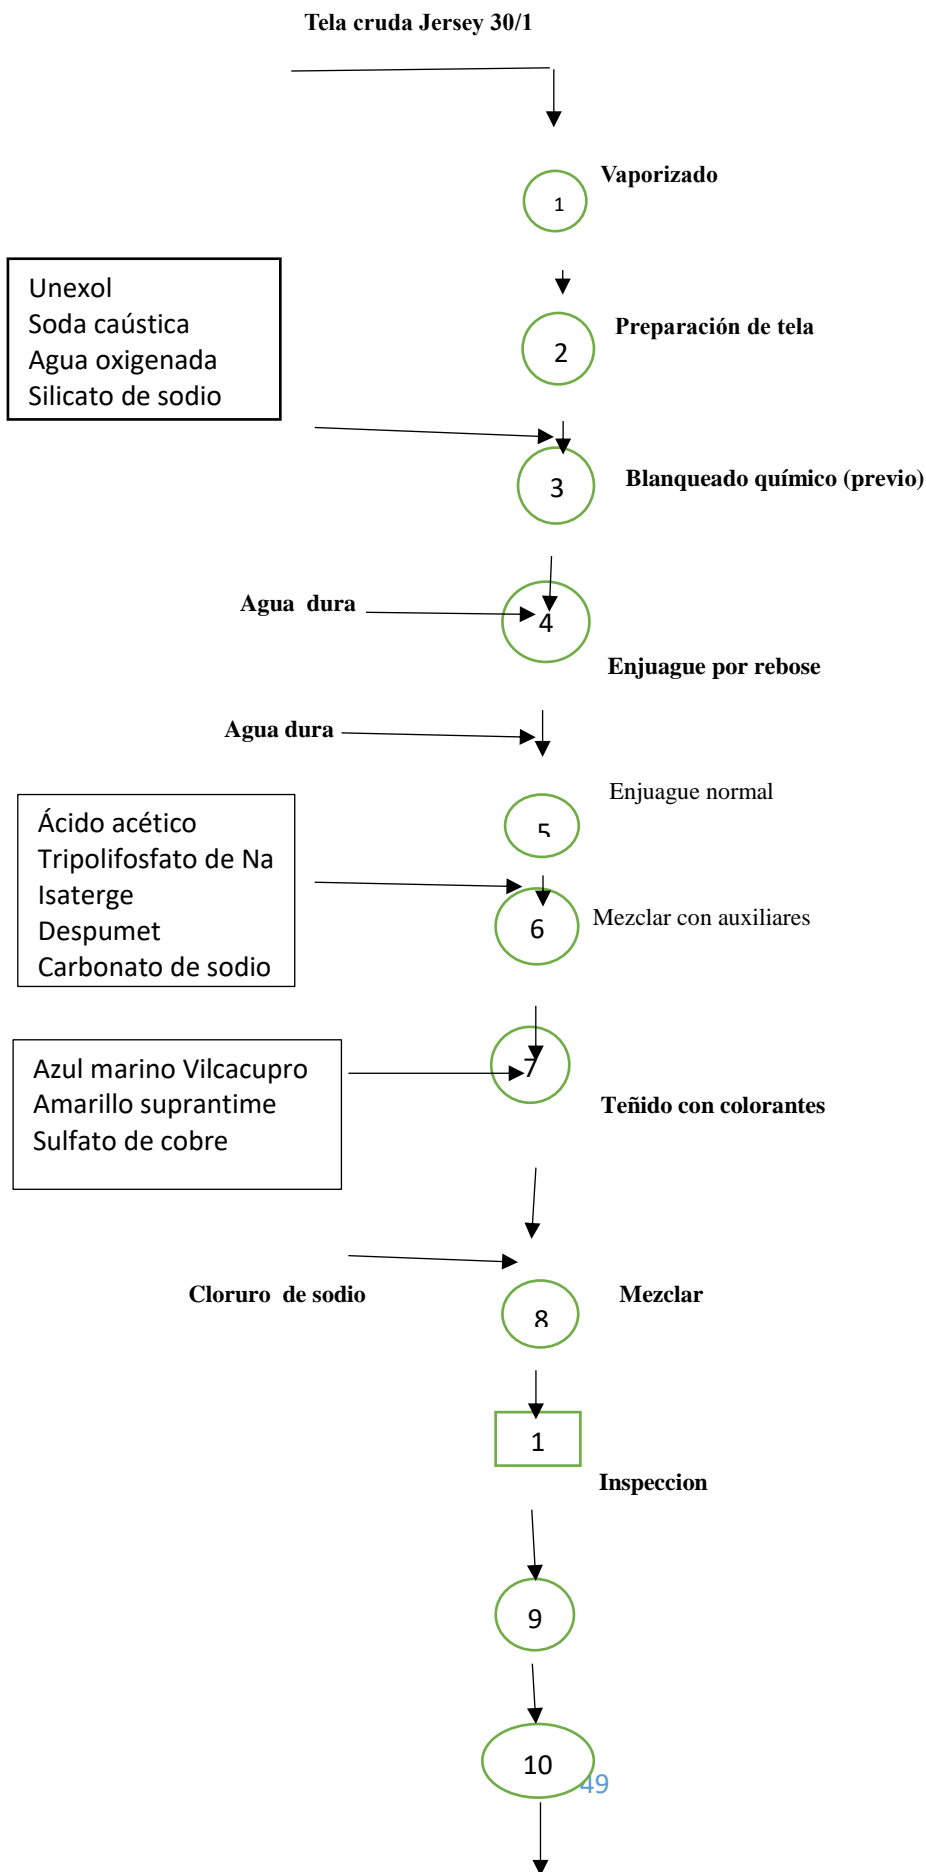 Tela cruda Jersey 30/1
Vaporizado
1
Unexol
Soda caústica
Agua oxigenada
Silicato de sodio
Preparación de tela
2
Blanqueado químico (previo)
3
Agua  dura
4
Enjuague por rebose
Agua dura
Enjuague normal
5
Ácido acético
Tripolifosfato de Na
Isaterge
Despumet
Carbonato de sodio
Mezclar con auxiliares
6
Azul marino Vilcacupro
Amarillo suprantime
Sulfato de cobre
7
Teñido con colorantes
Cloruro  de sodio
Mezclar
8
1
Inspeccion
9
10
49